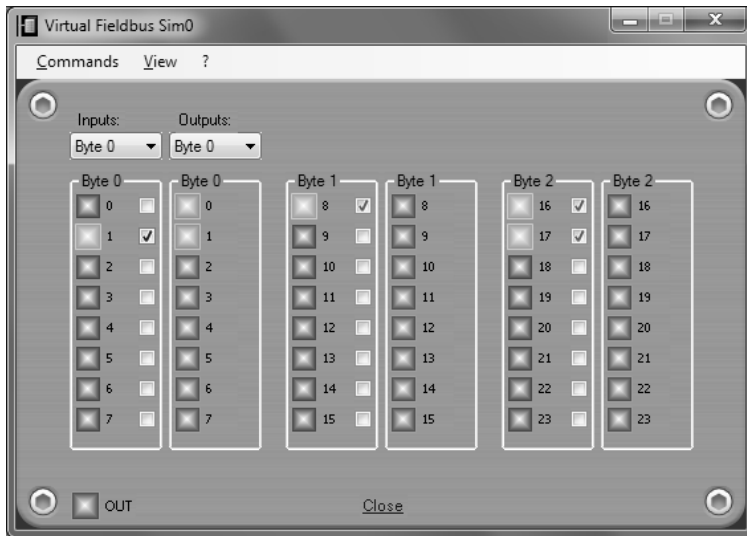 Virtual Fieldbus Sim0
Commands View ?
Inputs: Outputs:
Byte 0 Byte 0
Byte 0 Byte 0 Byte 1 Byte 1 Byte 2 Byte 2
0 0 8 8 16 16
1 1 9 9 17 17
2 2 10 10 18 18
3 3 11 11 19 19
4 4 12 12 20 20
5 5 13 13 21 21
6 6 14 14 22 22
7 7 15 15 23 23
OUT Close